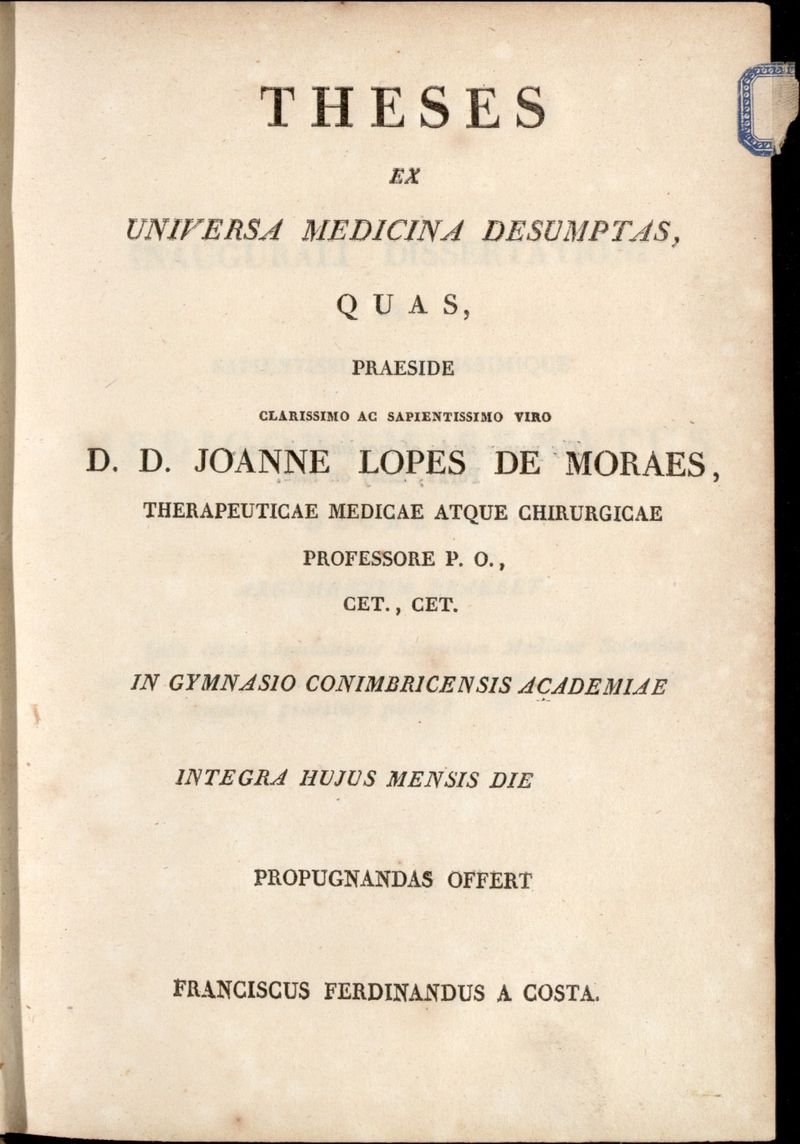 THESES
EX
UNIVERSA MEDICINA DESUMPTAS,
QUAS,
PRAESIDE
CLARISSIMO AC SAPIENTISSIMO VIRO
D. D. JOANNE LOPES DE MORAES,
THERAPEUTICAE MEDICAE ATQUE CHIRURGICAE
PROFESSORE P. O.,
CET., CET.
IN GYMNASIO CONIMBRICENSIS ACADEMIAE
INTEGRA HUJUS MENSIS DIE
PROPUGNANDAS OFFERT
FRANCISCUS FERDINANDUS A COSTA.